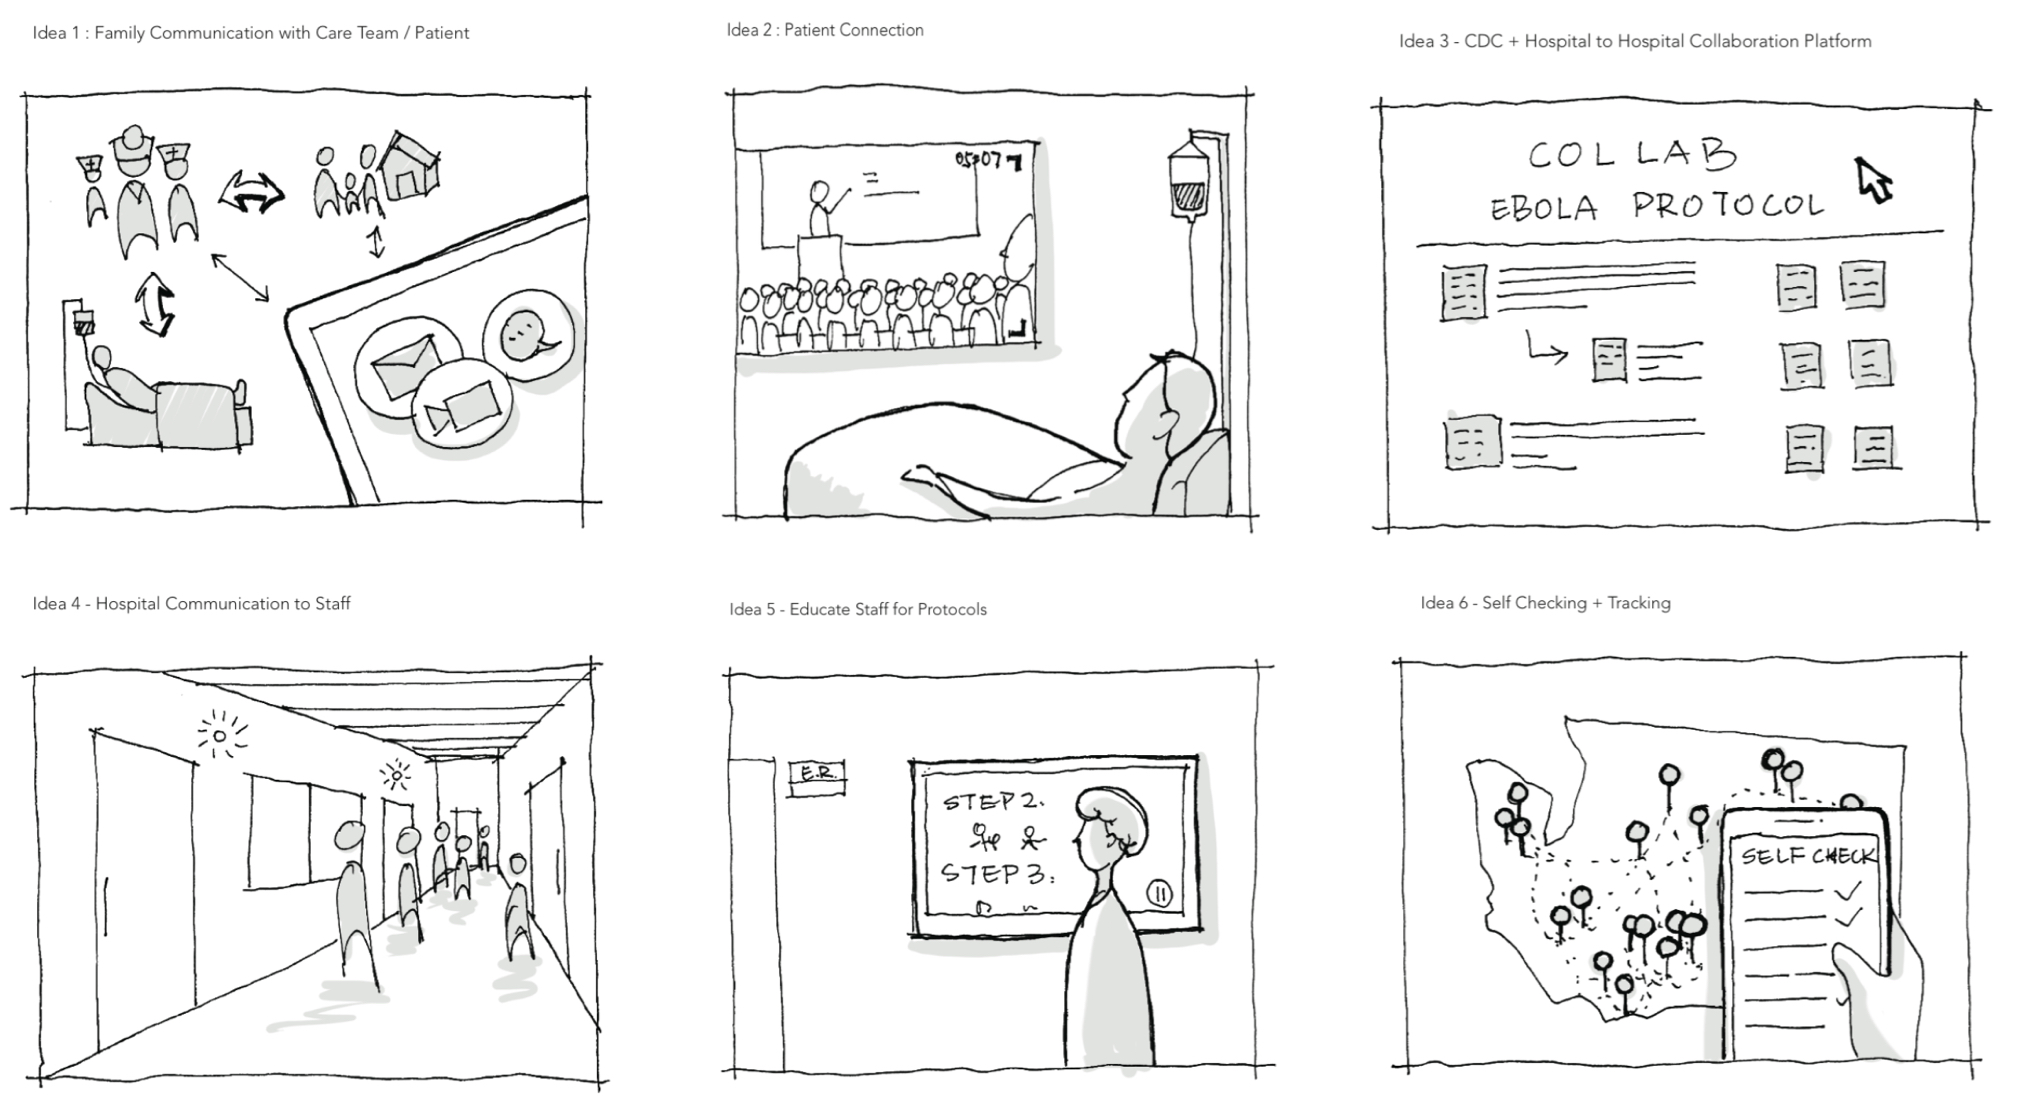 Idea 1 : Family Communication with Care Team / Patient
Idea 2 : Patient Connection
05:07
Idea 3 - CDC + Hospital to Hospital Collaboration Platform
COLLAB
EBOLA PROTOCOL
Idea 4 - Hospital Communication to Staff
Idea 5 - Educate Staff for Protocols
E.R.
STEP 2.
STEP 3:
Idea 6 - Self Checking + Tracking
SELF CHECK